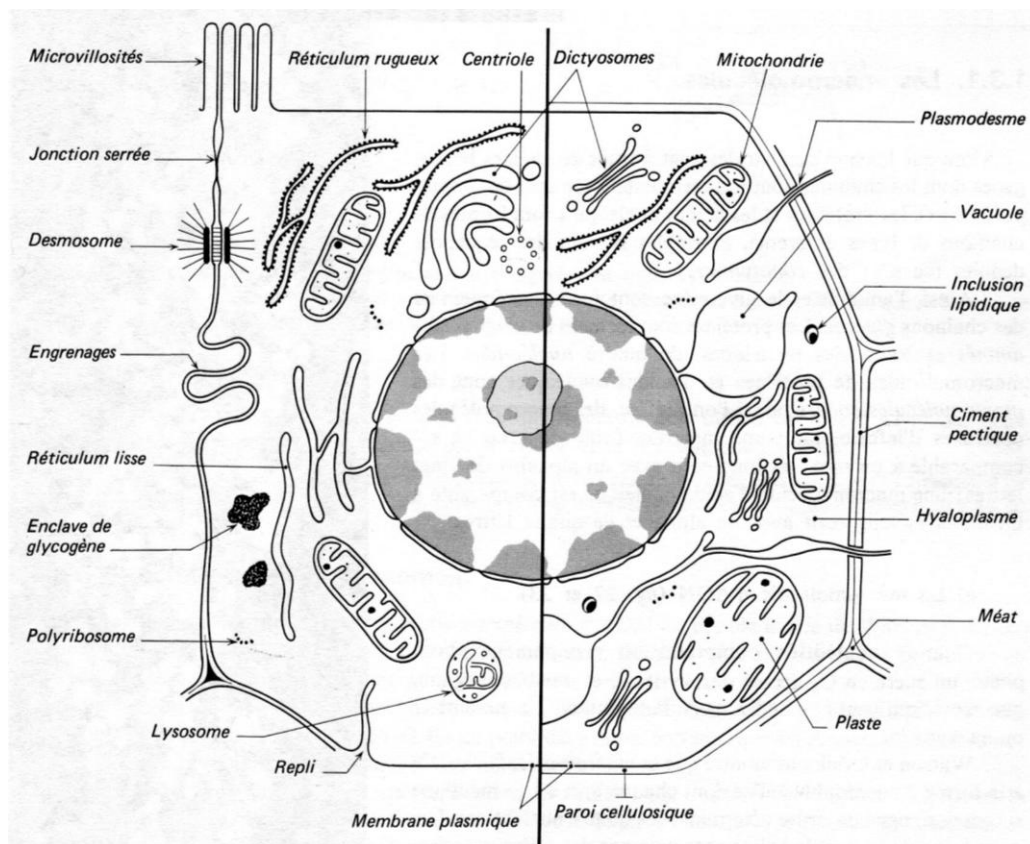 Microvillosités
Réticulum rugueux
Centriole
Dictyosomes
Mitochondrie
Plasmodesme
Jonction serrée
Vacuole
Desmosome
Inclusion
lipidique
Engrenages
Ciment
pectique
Réticulum lisse
Enclave de
glycogène
Hyaloplasme
Polyribosome
Méat
Lysosome
Plaste
Repli
Membrane plasmique
Paroi cellulosique